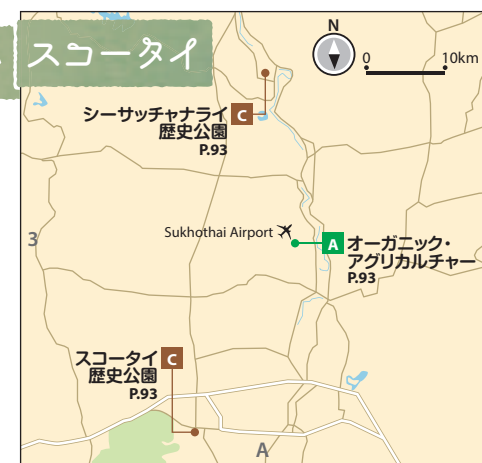 スコータイ
N
0 10km
シーサッチャナライ
歴史公園
P.93
C
Sukhothai Airport
3
A
オーガニック・
アグリカルチャー
P.93
スコータイ
歴史公園
P.93
C
A